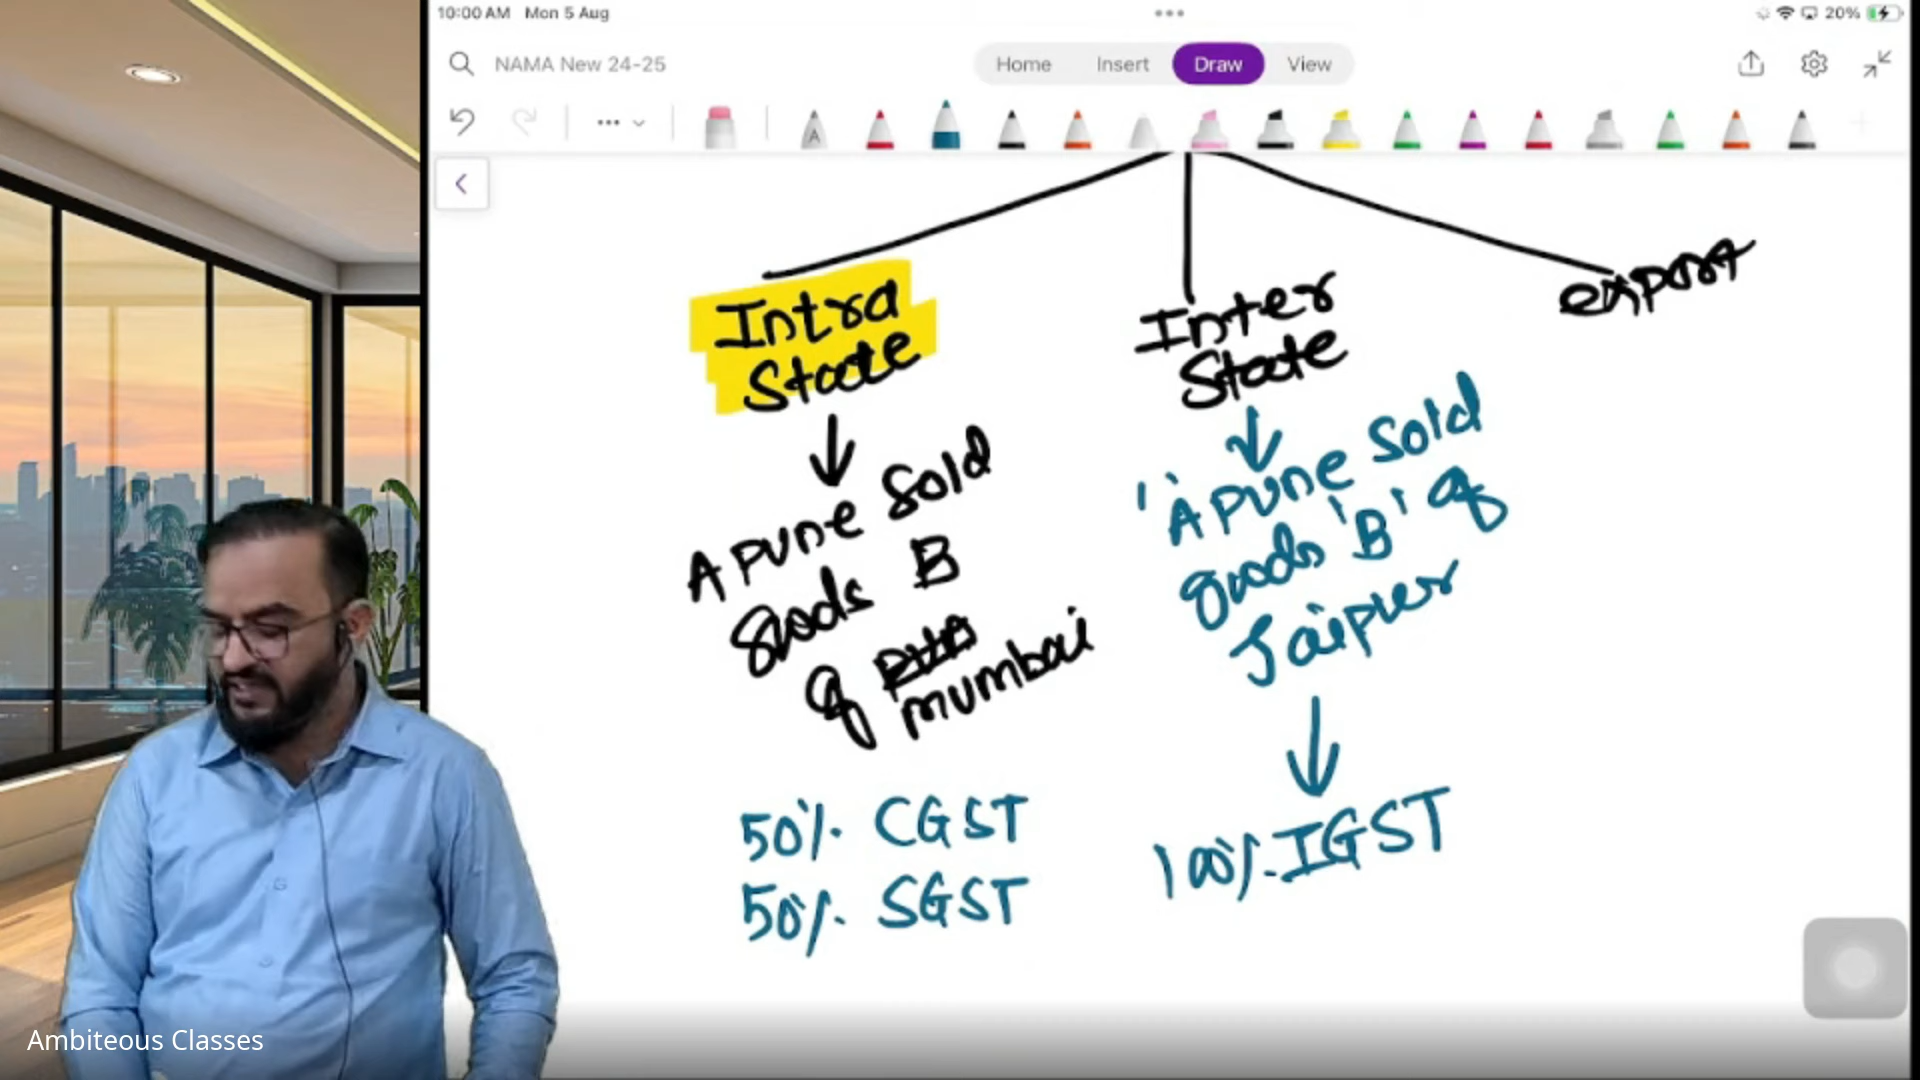 10:00 AM Mon 5 Aug
20%
NAMA New 24-25
Home Insert Draw View
A
Intra
State
A pune Sold
goods B
of mumbai
50% CGST
50% SGST
Inter
State
'A' pune Sold
goods 'B' of
Jaipur
100% IGST
export
Ambiteous Classes